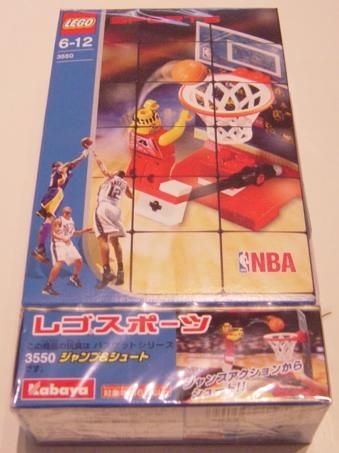 LEGO
SPORTS
6-12
3550
12
NBA
レゴスポーツ
この商品の玩具は バスケットシリーズ
3550 ジャンプ&シュート
です。
Kabaya
ジャンプアクションから
シュート!!